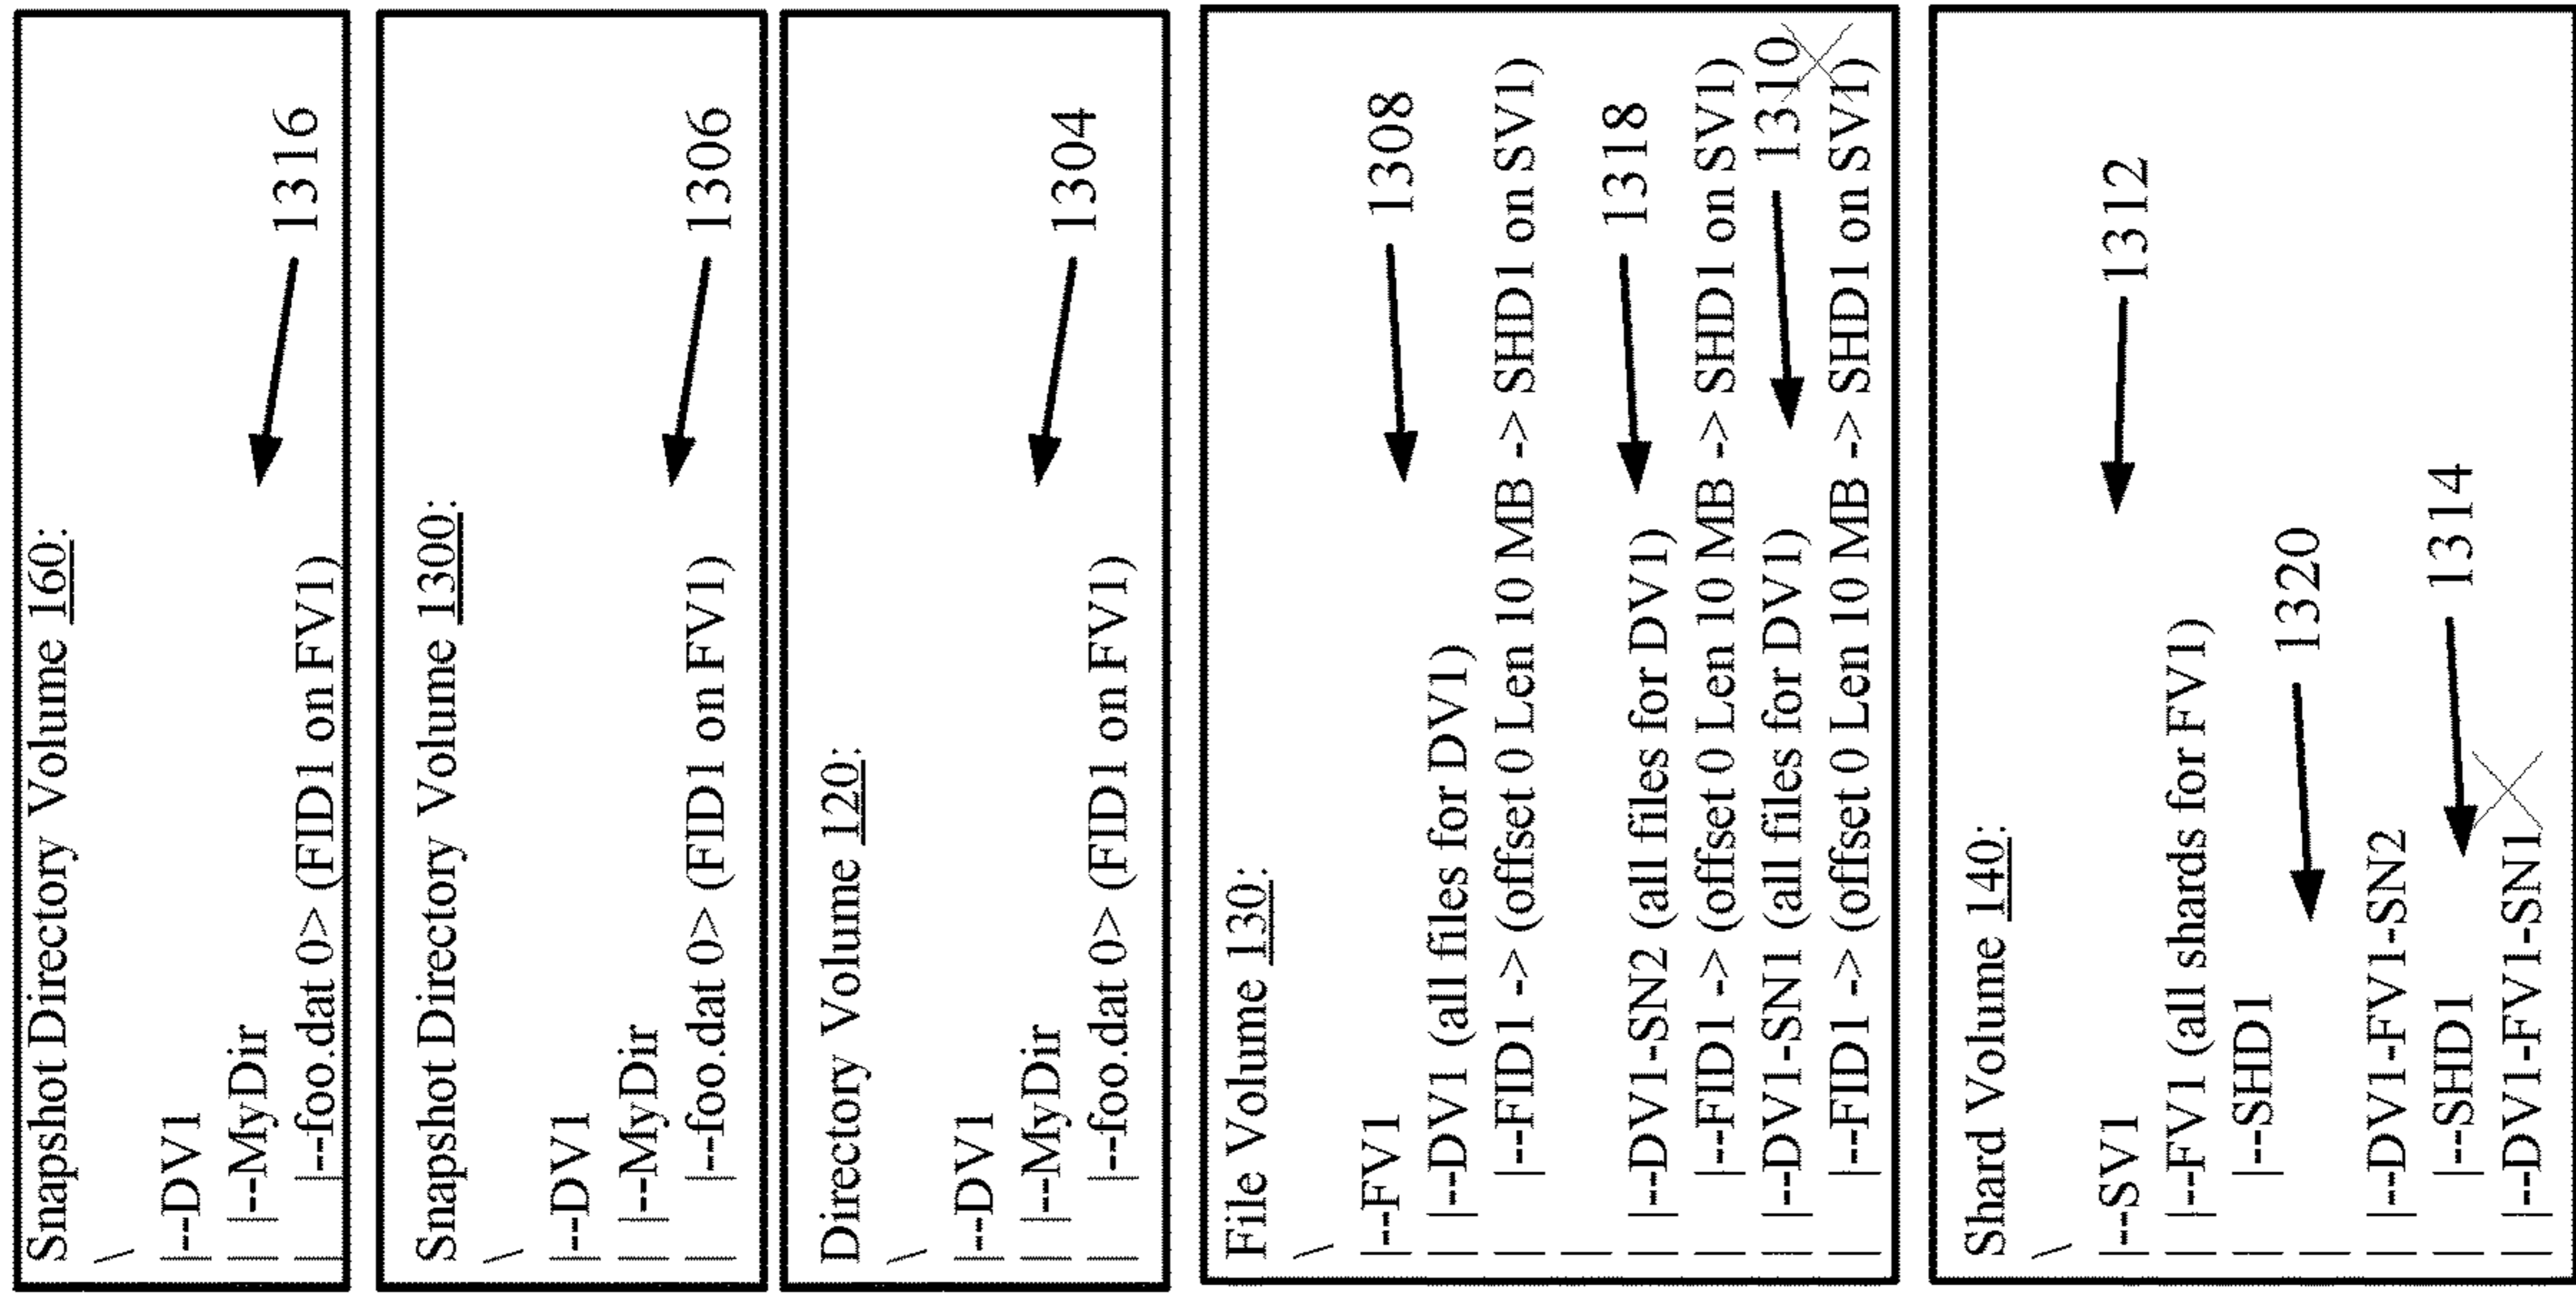 Snapshot Directory Volume 160:
\
|---DV1
| |---MyDir
| |---foo.dat 0> (FID1 on FV1)
1316
Snapshot Directory Volume 1300:
\
|---DV1
| |---MyDir
| |---foo.dat 0> (FID1 on FV1)
1306
Directory Volume 120:
\
|---DV1
| |---MyDir
| |---foo.dat 0> (FID1 on FV1)
1304
File Volume 130:
\
|---FV1
1308
| |---DV1 (all files for DV1)
| |---FID1 -> (offset 0 Len 10 MB -> SHD1 on SV1)
|
1318
| |---DV1-SN2 (all files for DV1)
| |---FID1 -> (offset 0 Len 10 MB -> SHD1 on SV1)
| |---DV1-SN1 (all files for DV1)
1310
| |---FID1 -> (offset 0 Len 10 MB -> SHD1 on SV1)
Shard Volume 140:
\
|---SV1
1312
| |---FV1 (all shards for FV1)
| |---SHD1
1320
|
| |---DV1-FV1-SN2
| |---SHD1
1314
| |---DV1-FV1-SN1